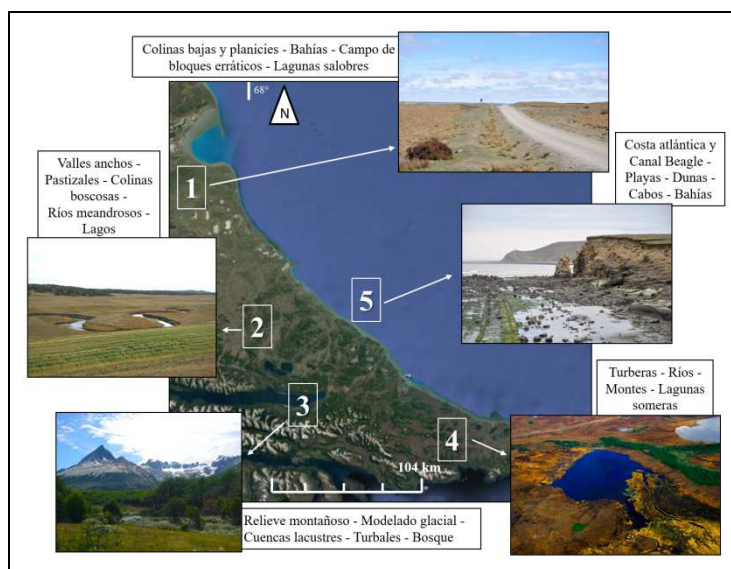 Colinas bajas y planicies - Bahías - Campo de
bloques erráticos - Lagunas salobres
68°
N
Costa atlántica y
Canal Beagle -
Playas - Dunas -
Cabos - Bahías
Valles anchos -
Pastizales - Colinas
boscosas -
Ríos meandrosos -
Lagos
1
5
2
Turberas - Ríos -
Montes - Lagunas
someras
3
4
104 km
Relieve montañoso - Modelado glacial -
Cuencas lacustres - Turbales - Bosque